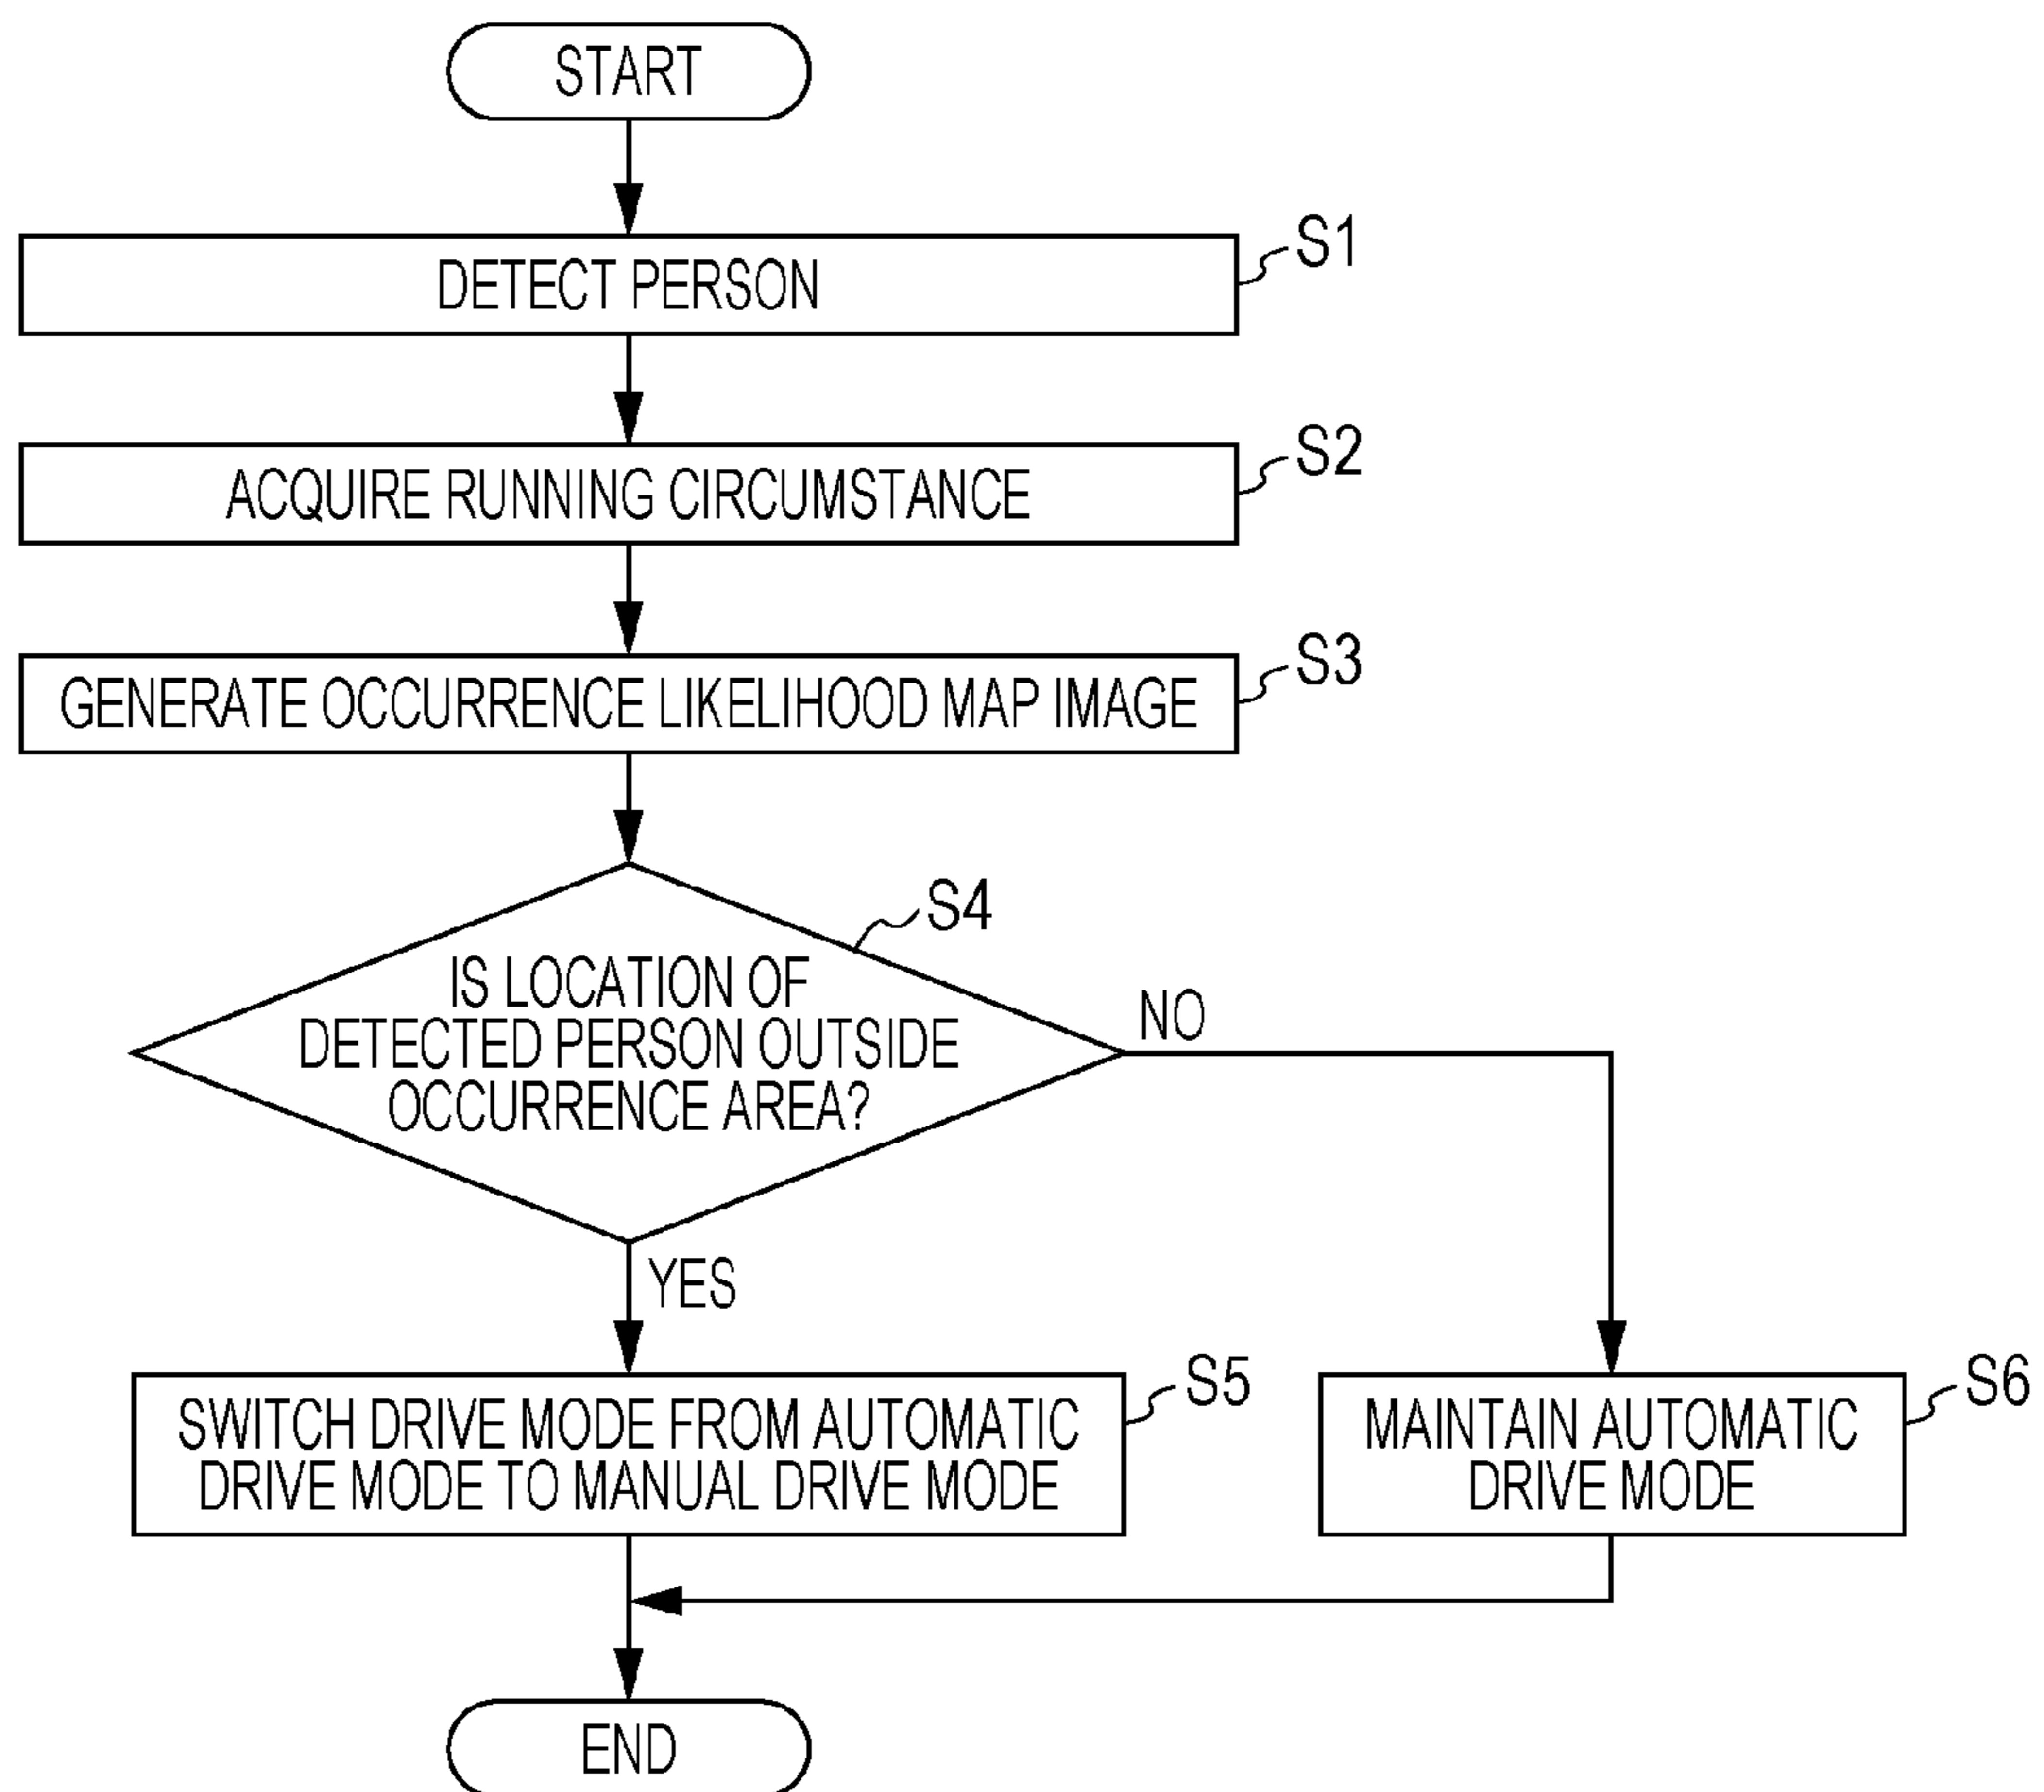 START
DETECT PERSON
S1
ACQUIRE RUNNING CIRCUMSTANCE
S2
GENERATE OCCURRENCE LIKELIHOOD MAP IMAGE
S3
S4
IS LOCATION OF
DETECTED PERSON OUTSIDE
OCCURRENCE AREA?
NO
YES
SWITCH DRIVE MODE FROM AUTOMATIC
DRIVE MODE TO MANUAL DRIVE MODE
S5
MAINTAIN AUTOMATIC
DRIVE MODE
S6
END